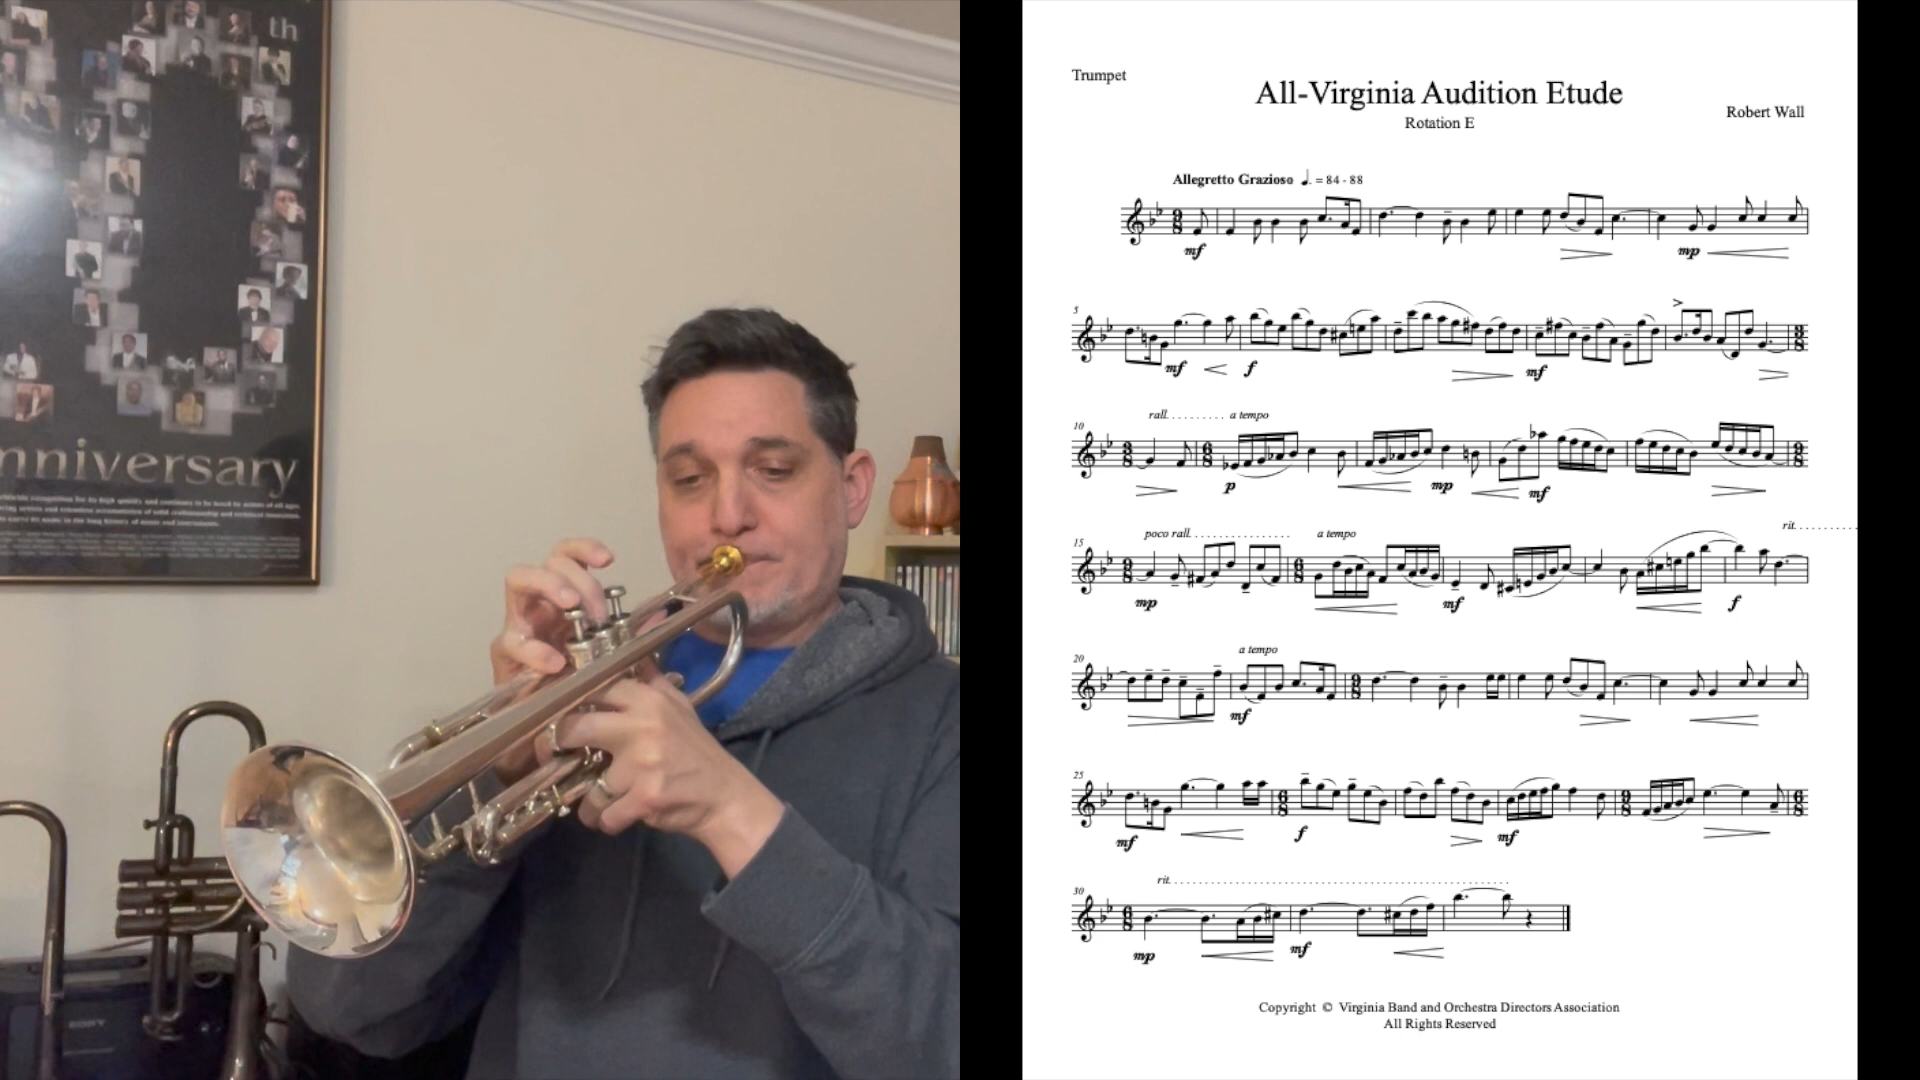 th
nniversary
SONY
Trumpet
All-Virginia Audition Etude
Rotation E
Robert Wall
Allegretto Grazioso ♩. = 84 - 88
mf
mp
5
mf
f
mf
rall. . . . . . . . . . a tempo
10
p
mp
mf
rit. . . . . . . . . . .
poco rall. . . . . . . . . . . . . . . . a tempo
15
mp
mf
f
a tempo
20
mf
25
mf
f
mf
rit. . . . . . . . . . . . . . . . . . . . . . . . . . . . . . . . . . . . . . . . . . . . . . . . . . . .
30
mp
mf
Copyright © Virginia Band and Orchestra Directors Association
All Rights Reserved